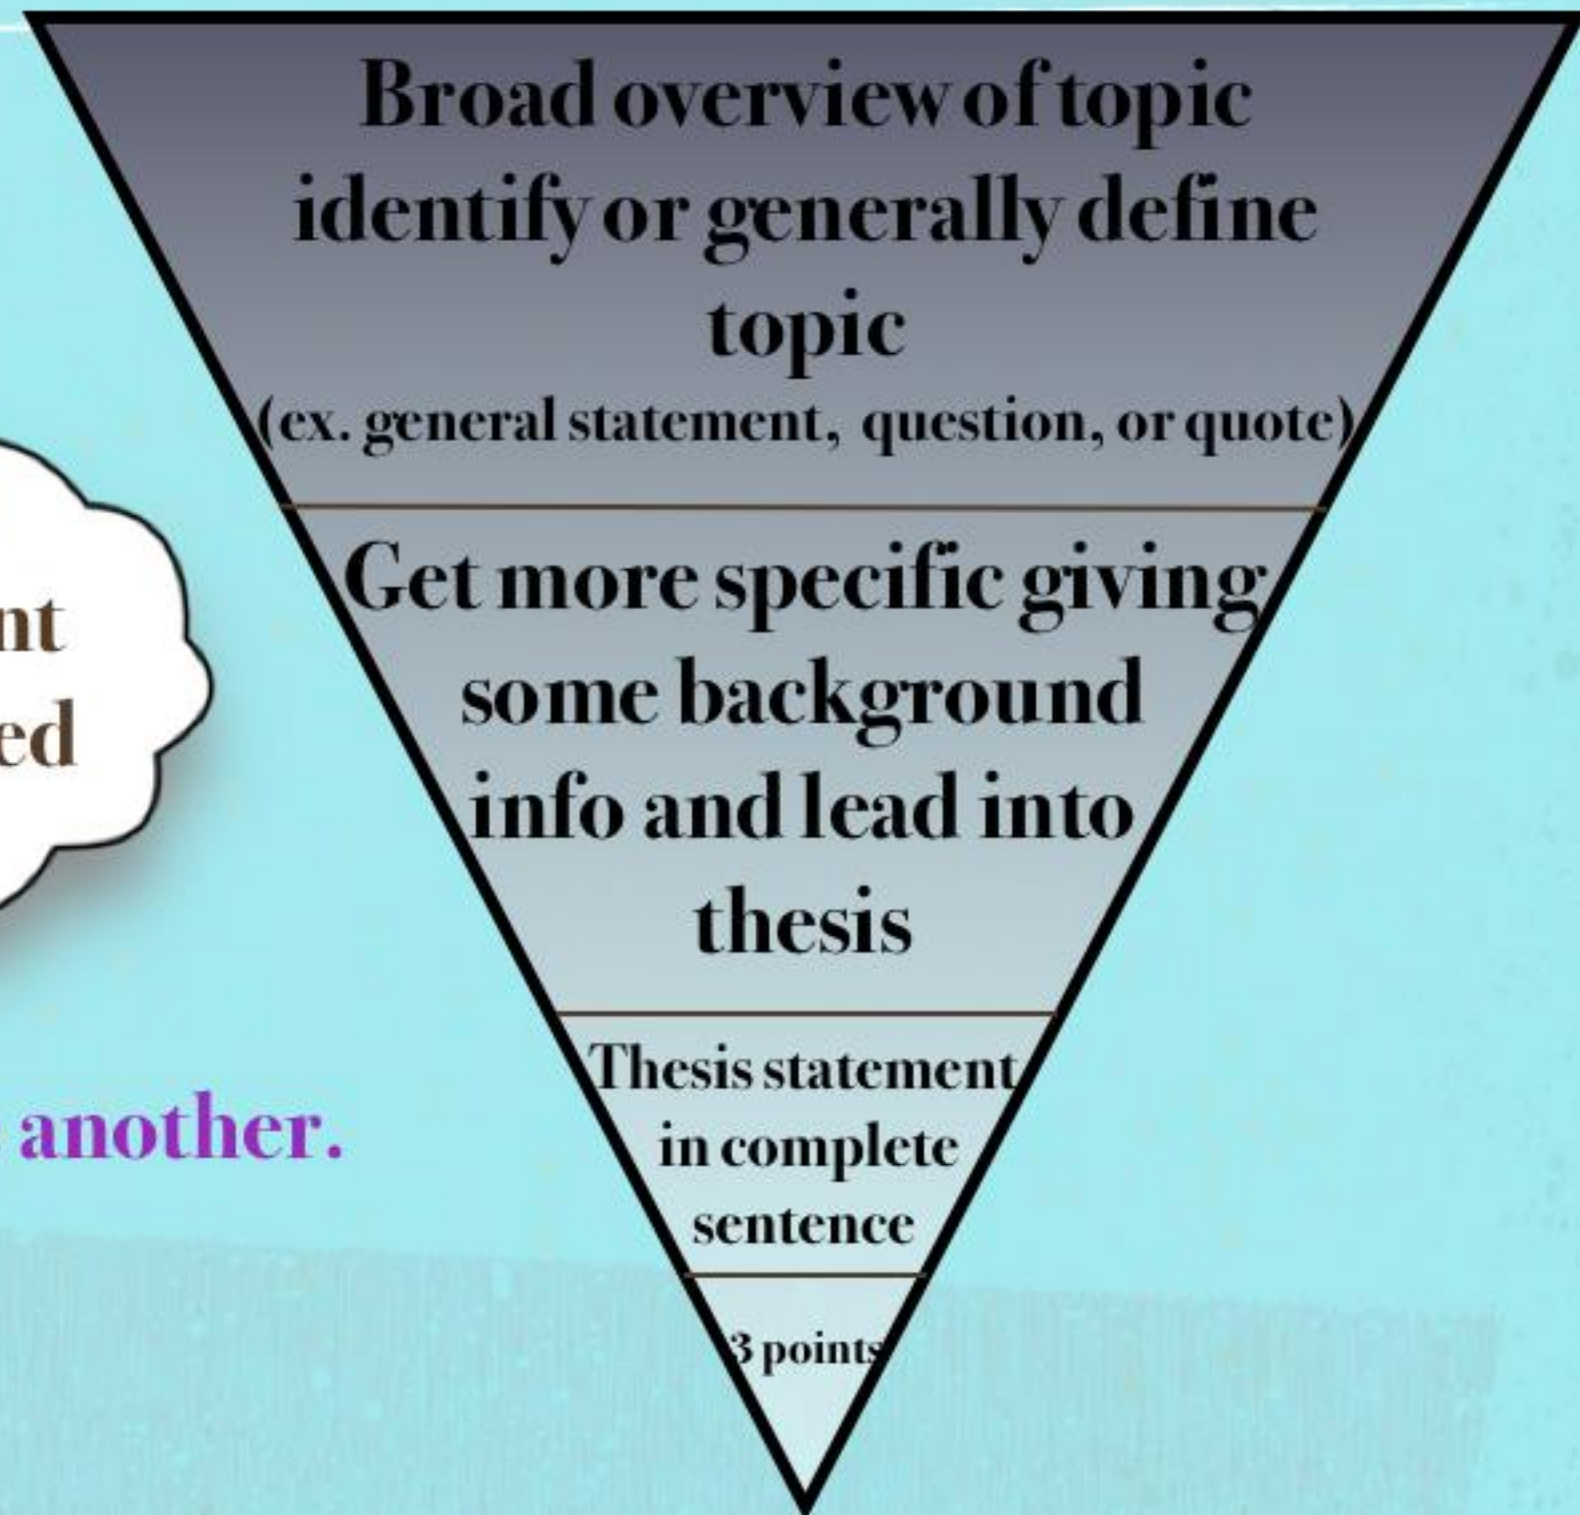 Broad overview of topic
identify or generally define
topic
(ex. general statement, question, or quote)
Get more specific giving
some background
info and lead into
thesis
Thesis statement
in complete
sentence
3 points
another.